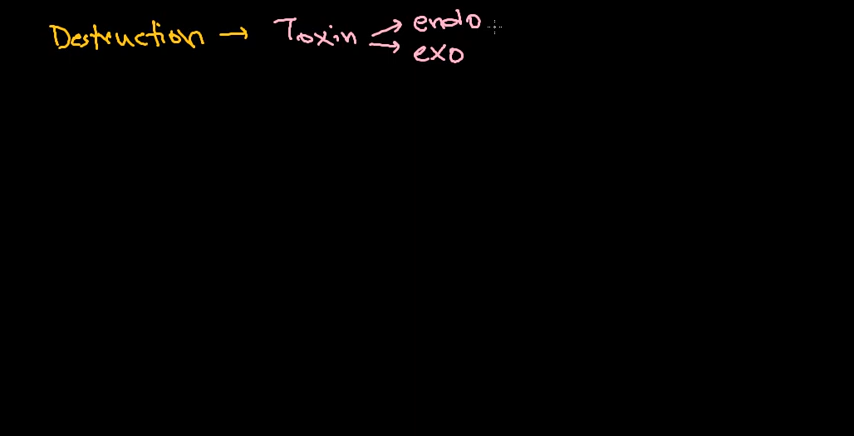 Destruction → Toxin → endo
→ exo